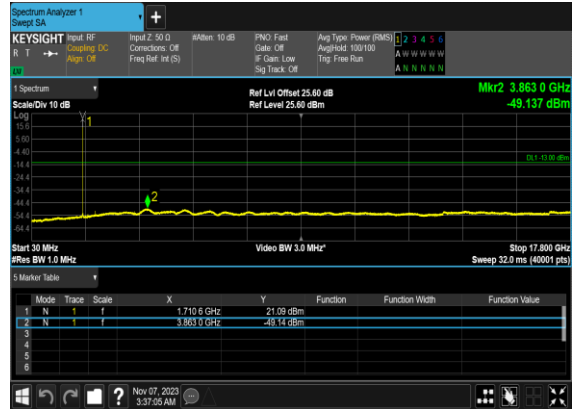 Spectrum Analyzer 1
Swept SA
+
KEYSIGHT Input: RF Input Z: 50 Ω #Atten: 10 dB PNO: Fast Avg Type: Power (RMS) 1 2 3 4 5 6
R T Coupling: DC Corrections: Off Gate: Off Avg|Hold: 100/100 A W W W W W
Align: Off Freq Ref: Int (S) IF Gain: Low Trig: Free Run
LW Sig Track: Off A N N N N N
1 Spectrum Ref Lvl Offset 25.60 dB Mkr2 3.863 0 GHz
Scale/Div 10 dB Ref Level 25.60 dBm -49.137 dBm
Log
15.6 1
5.60
-4.40
-14.4 DL1 -13.00 dBm
-24.4
-34.4
-44.4 2
-54.4
-64.4
Start 30 MHz Video BW 3.0 MHz* Stop 17.800 GHz
#Res BW 1.0 MHz Sweep 32.0 ms (40001 pts)
5 Marker Table
Mode Trace Scale X Y Function Function Width Function Value
1 N 1 f 1.710 6 GHz 21.09 dBm
2 N 1 f 3.863 0 GHz -49.14 dBm
3
4
5
6
? Nov 07, 2023
3:37:05 AM